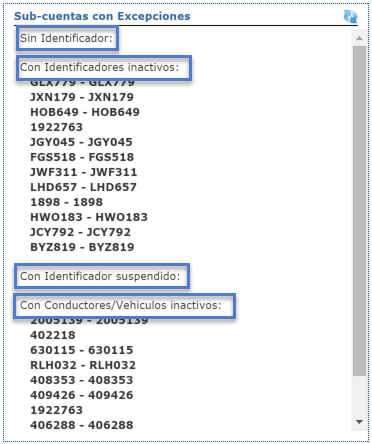 Sub-cuentas con Excepciones
Sin Identificador:
Con Identificadores inactivos:
GLX779 - GLX779
JXN179 - JXN179
HOB649 - HOB649
1922763
JGY045 - JGY045
FGS518 - FGS518
JWF311 - JWF311
LHD657 - LHD657
1898 - 1898
HWO183 - HWO183
JCY792 - JCY792
BYZ819 - BYZ819
Con Identificador suspendido:
Con Conductores/Vehiculos inactivos:
2005139 - 2005139
402218
630115 - 630115
RLH032 - RLH032
408353 - 408353
409426 - 409426
1922763
406288 - 406288